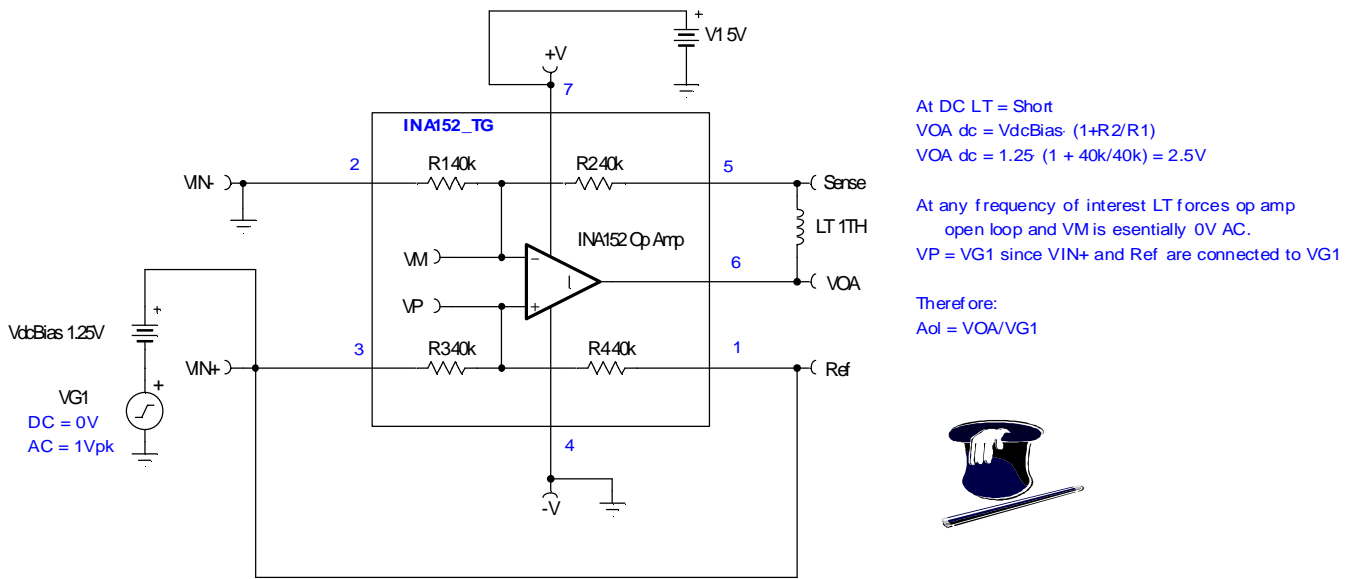 V1 5V
+V
7
INA152_TG
2
R1 40k
R2 40k
5
VIN-
Sense
LT 1TH
INA152 Op Amp
VM
−
6
VOA
VP
+
VdcBias 1.25V
+
3
R3 40k
R4 40k
1
VIN+
Ref
VG1
+
DC = 0V
AC = 1Vpk
4
-V
+
At DC LT = Short
VOA dc = VdcBias· (1+R2/R1)
VOA dc = 1.25· (1 + 40k/40k) = 2.5V
At any frequency of interest LT forces op amp
open loop and VM is esentially 0V AC.
VP = VG1 since VIN+ and Ref are connected to VG1
Therefore:
Aol = VOA/VG1